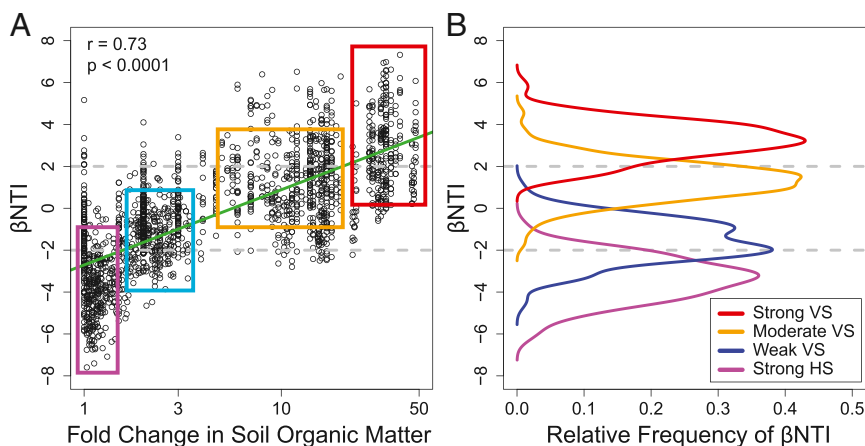 A
r = 0.73
p < 0.0001
βNTI
8
6
4
2
0
−2
−4
−6
−8
1
3
10
50
Fold Change in Soil Organic Matter
B
βNTI
8
6
4
2
0
−2
−4
−6
−8
Strong VS
Moderate VS
Weak VS
Strong HS
0.0
0.1
0.2
0.3
0.4
0.5
Relative Frequency of βNTI